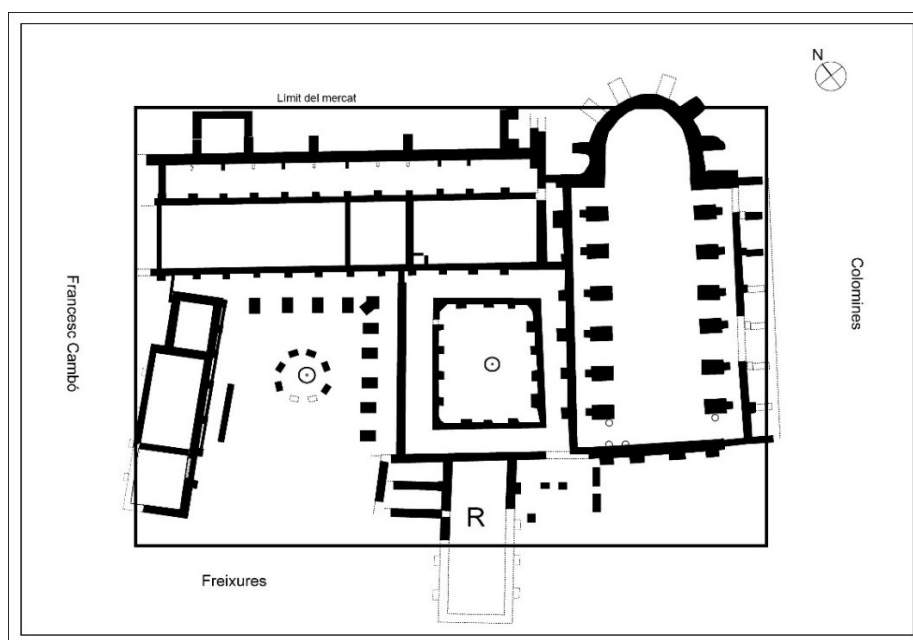 N
Límit del mercat
Francesc Cambó
Colomines
R
Freixures